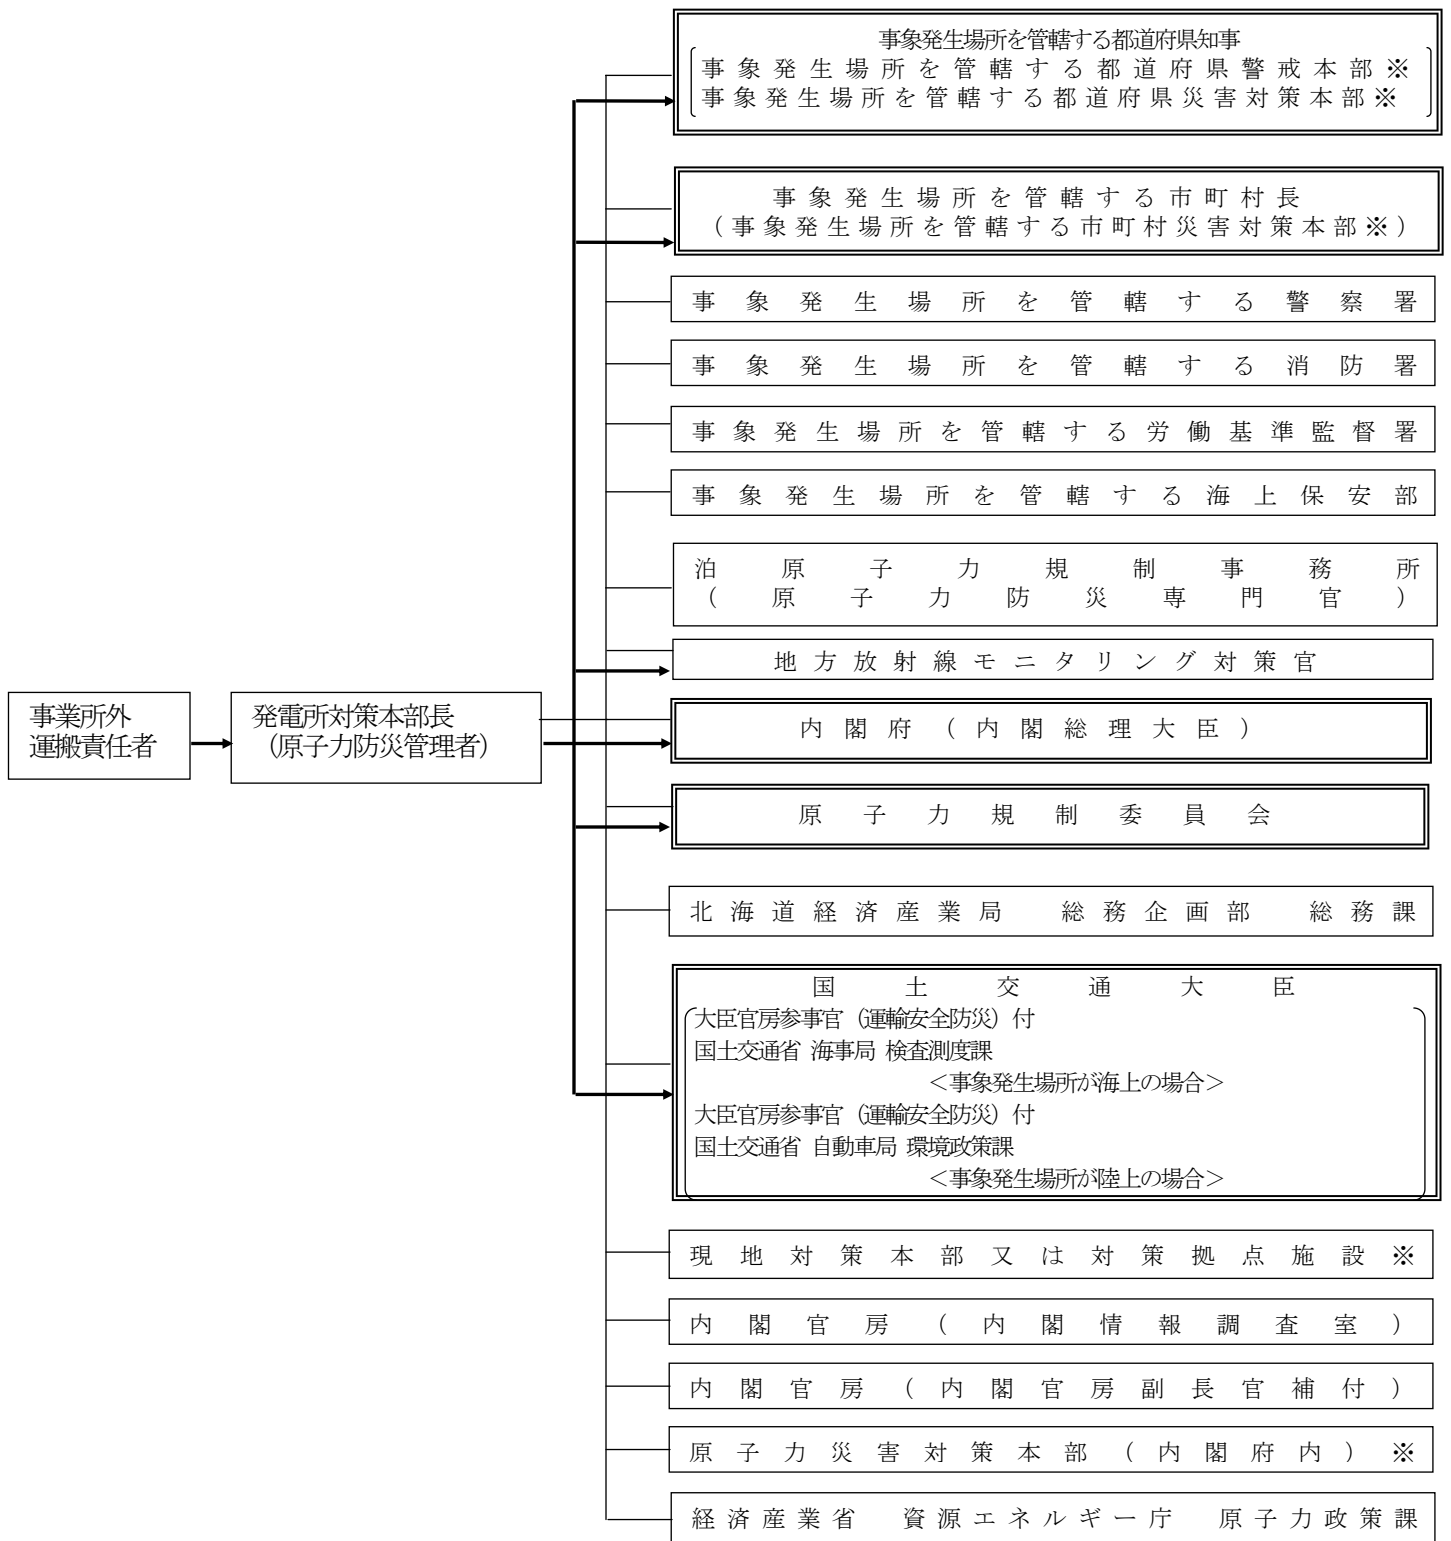 事象発生場所を管轄する都道府県知事
事象発生場所を管轄する都道府県警戒本部※
事象発生場所を管轄する都道府県災害対策本部※
事象発生場所を管轄する市町村長
(事象発生場所を管轄する市町村災害対策本部※)
事象発生場所を管轄する警察署
事象発生場所を管轄する消防署
事象発生場所を管轄する労働基準監督署
事象発生場所を管轄する海上保安部
泊原子力規制事務所
(原子力防災専門官)
地方放射線モニタリング対策官
事業所外
運搬責任者
発電所対策本部長
(原子力防災管理者)
内閣府(内閣総理大臣)
原子力規制委員会
北海道経済産業局 総務企画部 総務課
国土交通大臣
大臣官房参事官(運輸安全防災)付
国土交通省 海事局 検査測度課
<事象発生場所が海上の場合>
大臣官房参事官(運輸安全防災)付
国土交通省 自動車局 環境政策課
<事象発生場所が陸上の場合>
現地対策本部又は対策拠点施設※
内閣官房(内閣情報調査室)
内閣官房(内閣官房副長官補付)
原子力災害対策本部(内閣府内)※
経済産業省 資源エネルギー庁 原子力政策課